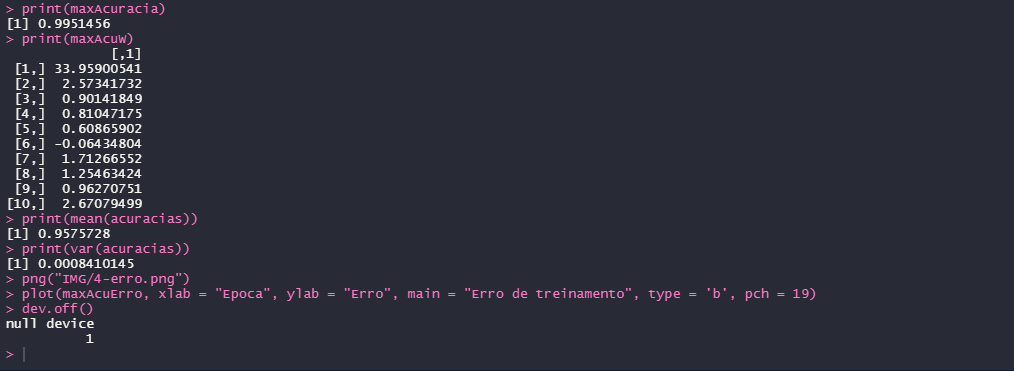 > print(maxAcuracia)
[1] 0.9951456
> print(maxAcuW)
             [,1]
 [1,] 33.95900541
 [2,]  2.57341732
 [3,]  0.90141849
 [4,]  0.81047175
 [5,]  0.60865902
 [6,] -0.06434804
 [7,]  1.71266552
 [8,]  1.25463424
 [9,]  0.96270751
[10,]  2.67079499
> print(mean(acuracias))
[1] 0.9575728
> print(var(acuracias))
[1] 0.0008410145
> png("IMG/4-erro.png")
> plot(maxAcuErro, xlab = "Epoca", ylab = "Erro", main = "Erro de treinamento", type = 'b', pch = 19)
> dev.off()
null device
          1
>